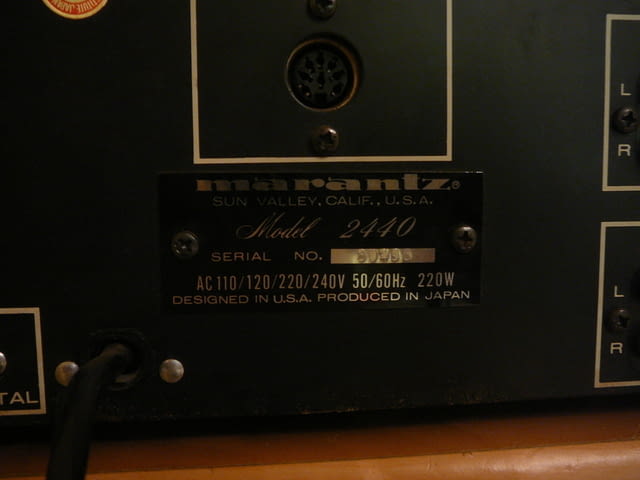 L
R
marantz®
SUN VALLEY, CALIF., U.S.A.
Model 2440
SERIAL NO.
AC 110/120/220/240V 50/60Hz 220W
DESIGNED IN U.S.A. PRODUCED IN JAPAN
L
R
TAL